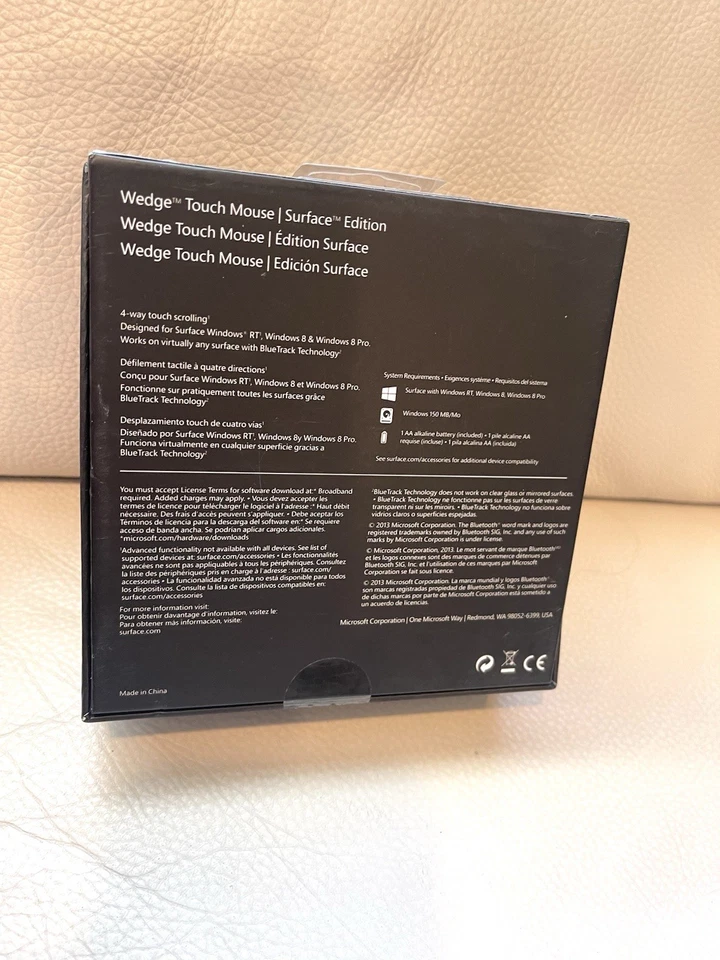 Wedge™ Touch Mouse | Surface™ Edition
Wedge Touch Mouse | Édition Surface
Wedge Touch Mouse | Edición Surface
4-way touch scrolling¹
Designed for Surface Windows® RT¹, Windows 8 & Windows 8 Pro.
Works on virtually any surface with BlueTrack Technology²
Défilement tactile à quatre directions¹
Conçu pour Surface Windows RT¹, Windows 8 et Windows 8 Pro.
Fonctionne sur pratiquement toutes les surfaces grâce
BlueTrack Technology²
Desplazamiento touch de cuatro vías¹
Diseñado por Surface Windows RT¹, Windows 8y Windows 8 Pro.
Funciona virtualmente en cualquier superficie gracias a
BlueTrack Technology²
System Requirements • Exigences système • Requisitos del sistema
Surface with Windows RT, Windows 8, Windows 8 Pro
Windows 150 MB/Mo
1 AA alkaline battery (included) • 1 pile alcaline AA
requise (incluse) • 1 pila alcalina AA (incluida)
See surface.com/accessories for additional device compatibility
You must accept License Terms for software download at:* Broadband
required. Added charges may apply. • Vous devez accepter les
termes de licence pour télécharger le logiciel à l'adresse :* Haut débit
nécessaire. Des frais d'accès peuvent s'appliquer. • Debe aceptar los
Términos de licencia para la descarga del software en:* Se requiere
acceso de banda ancha. Se podrían aplicar cargos adicionales.
*microsoft.com/hardware/downloads
¹Advanced functionality not available with all devices. See list of
supported devices at: surface.com/accessories • Les fonctionnalités
avancées ne sont pas applicables à tous les périphériques. Consultez
la liste des périphériques pris en charge à l'adresse : surface.com/
accessories • La funcionalidad avanzada no está disponible para todos
los dispositivos. Consulte la lista de dispositivos compatibles en:
surface.com/accessories
For more information visit:
Pour obtenir davantage d'information, visitez le:
Para obtener más información, visite:
surface.com
²BlueTrack Technology does not work on clear glass or mirrored surfaces.
• BlueTrack Technology ne fonctionne pas sur les surfaces de verre
transparent ni sur les miroirs. • BlueTrack Technology no funciona sobre
vidrios claros o superficies espejadas.
© 2013 Microsoft Corporation. The Bluetooth® word mark and logos are
registered trademarks owned by Bluetooth SIG, Inc. and any use of such
marks by Microsoft Corporation is under license.
© Microsoft Corporation, 2013. Le mot servant de marque Bluetooth
et les logos connexes sont des marques de commerce detenues par
Bluetooth SIG, Inc. et l'utilisation de ces marques par Microsoft
Corporation se fait sous licence.
© 2013 Microsoft Corporation. La marca mundial y logos Bluetooth
son marcas registradas propiedad de Bluetooth SIG, Inc. y cualquier uso
de dichas marcas por parte de Microsoft Corporation está sometido a
un acuerdo de licencias.
Microsoft Corporation | One Microsoft Way | Redmond, WA 98052-6399, USA
CE
Made in China